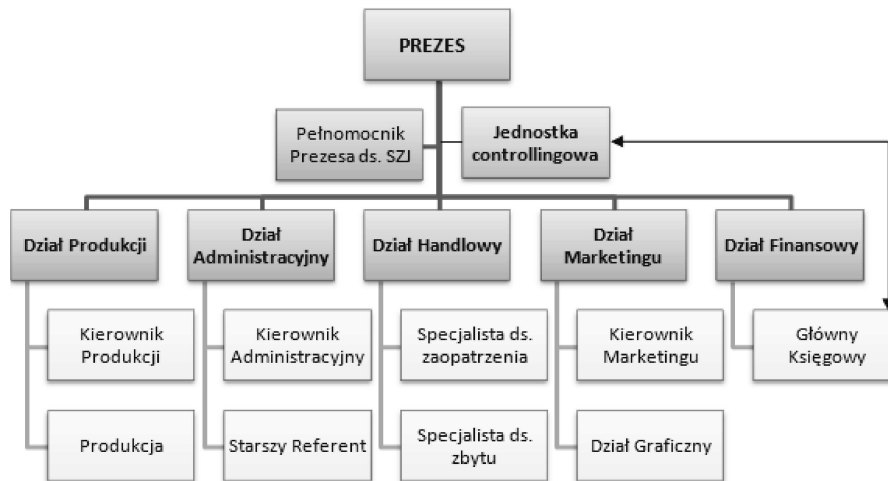 PREZES
Pełnomocnik
Prezesa ds. SZJ
Jednostka
controllingowa
Dział Produkcji
Dział
Administracyjny
Dział Handlowy
Dział
Marketingu
Dział Finansowy
Kierownik
Produkcji
Kierownik
Administracyjny
Specjalista ds.
zaopatrzenia
Kierownik
Marketingu
Główny
Księgowy
Produkcja
Starszy Referent
Specjalista ds.
zbytu
Dział Graficzny